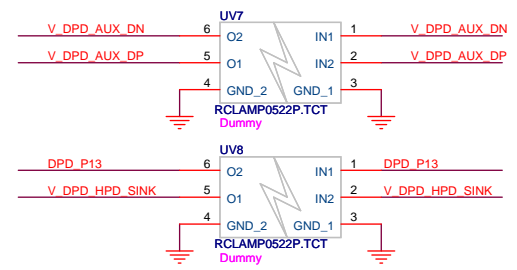 UV7
V_DPD_AUX_DN 6 O2 IN1 1 V_DPD_AUX_DN
V_DPD_AUX_DP 5 O1 IN2 2 V_DPD_AUX_DP
4 GND_2 GND_1 3
RCLAMP0522P.TCT
Dummy
UV8
DPD_P13 6 O2 IN1 1 DPD_P13
V_DPD_HPD_SINK 5 O1 IN2 2 V_DPD_HPD_SINK
4 GND_2 GND_1 3
RCLAMP0522P.TCT
Dummy